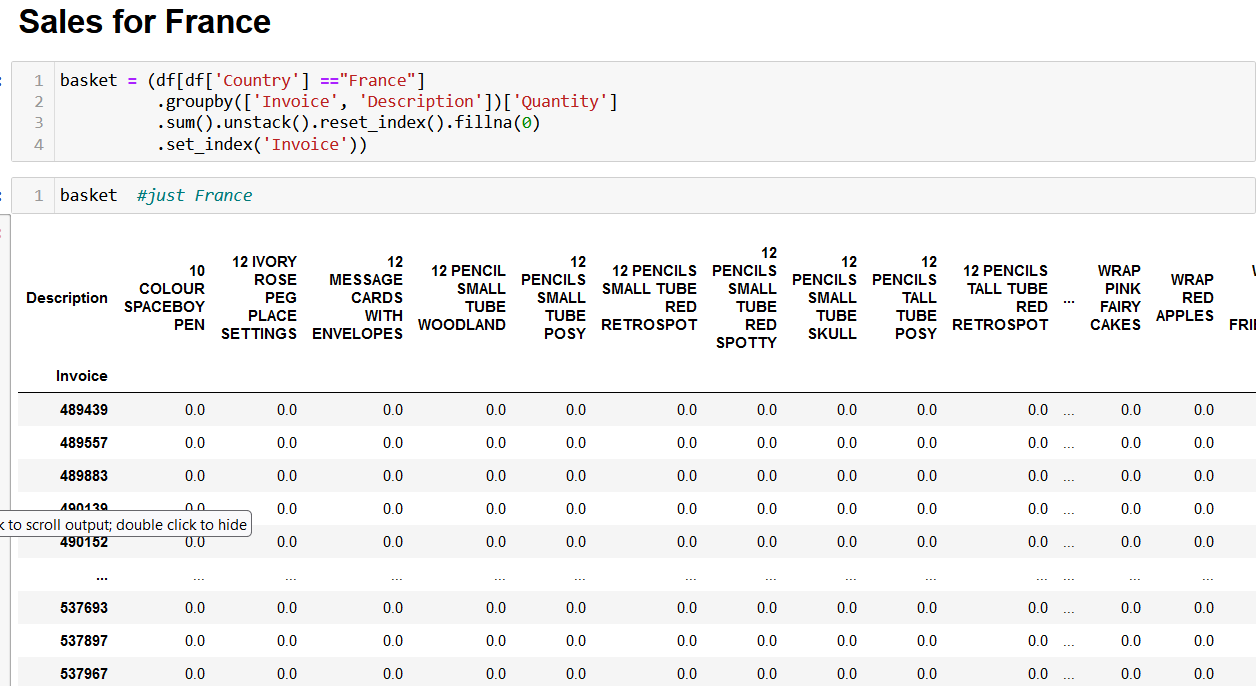 Sales for France
1 basket = (df[df['Country'] =="France"]
2 .groupby(['Invoice', 'Description'])['Quantity']
3 .sum().unstack().reset_index().fillna(0)
4 .set_index('Invoice'))
1 basket #just France
Description 10 COLOUR SPACEBOY PEN 12 IVORY ROSE PEG PLACE SETTINGS 12 MESSAGE CARDS WITH ENVELOPES 12 PENCIL SMALL TUBE WOODLAND 12 PENCILS SMALL TUBE POSY 12 PENCILS SMALL TUBE RED RETROSPOT 12 PENCILS SMALL TUBE RED SPOTTY 12 PENCILS SMALL TUBE SKULL 12 PENCILS TALL TUBE POSY 12 PENCILS TALL TUBE RED RETROSPOT ... WRAP PINK FAIRY CAKES WRAP RED APPLES
Invoice
489439 0.0 0.0 0.0 0.0 0.0 0.0 0.0 0.0 0.0 0.0 ... 0.0 0.0
489557 0.0 0.0 0.0 0.0 0.0 0.0 0.0 0.0 0.0 0.0 ... 0.0 0.0
489883 0.0 0.0 0.0 0.0 0.0 0.0 0.0 0.0 0.0 0.0 ... 0.0 0.0
490139 0.0 0.0 0.0 0.0 0.0 0.0 0.0 0.0 0.0 0.0 ... 0.0 0.0
to scroll output; double click to hide
490152 0.0 0.0 0.0 0.0 0.0 0.0 0.0 0.0 0.0 0.0 ... 0.0 0.0
... ... ... ... ... ... ... ... ... ... ... ... ... ...
537693 0.0 0.0 0.0 0.0 0.0 0.0 0.0 0.0 0.0 0.0 ... 0.0 0.0
537897 0.0 0.0 0.0 0.0 0.0 0.0 0.0 0.0 0.0 0.0 ... 0.0 0.0
537967 0.0 0.0 0.0 0.0 0.0 0.0 0.0 0.0 0.0 0.0 ... 0.0 0.0